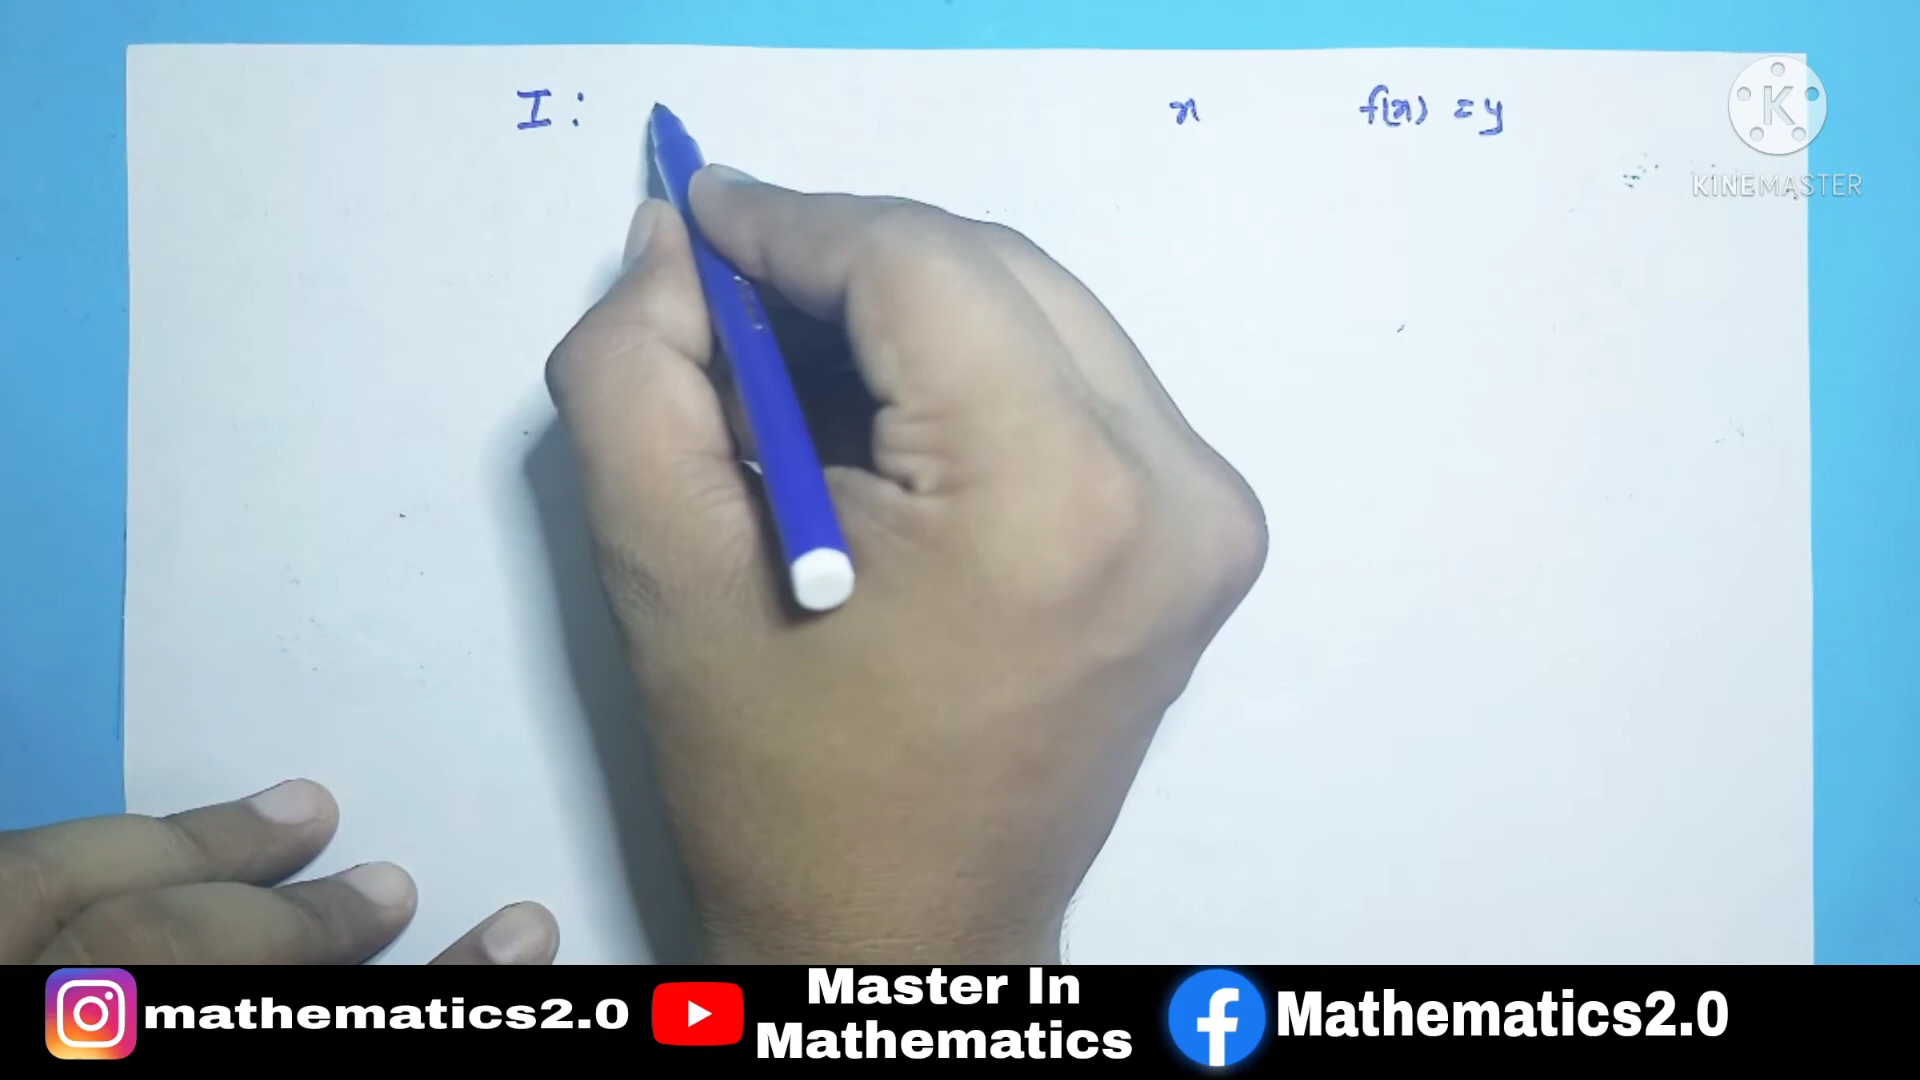 I : x f(x) = y
K
KINEMASTER
mathematics2.0
Master In
Mathematics
Mathematics2.0